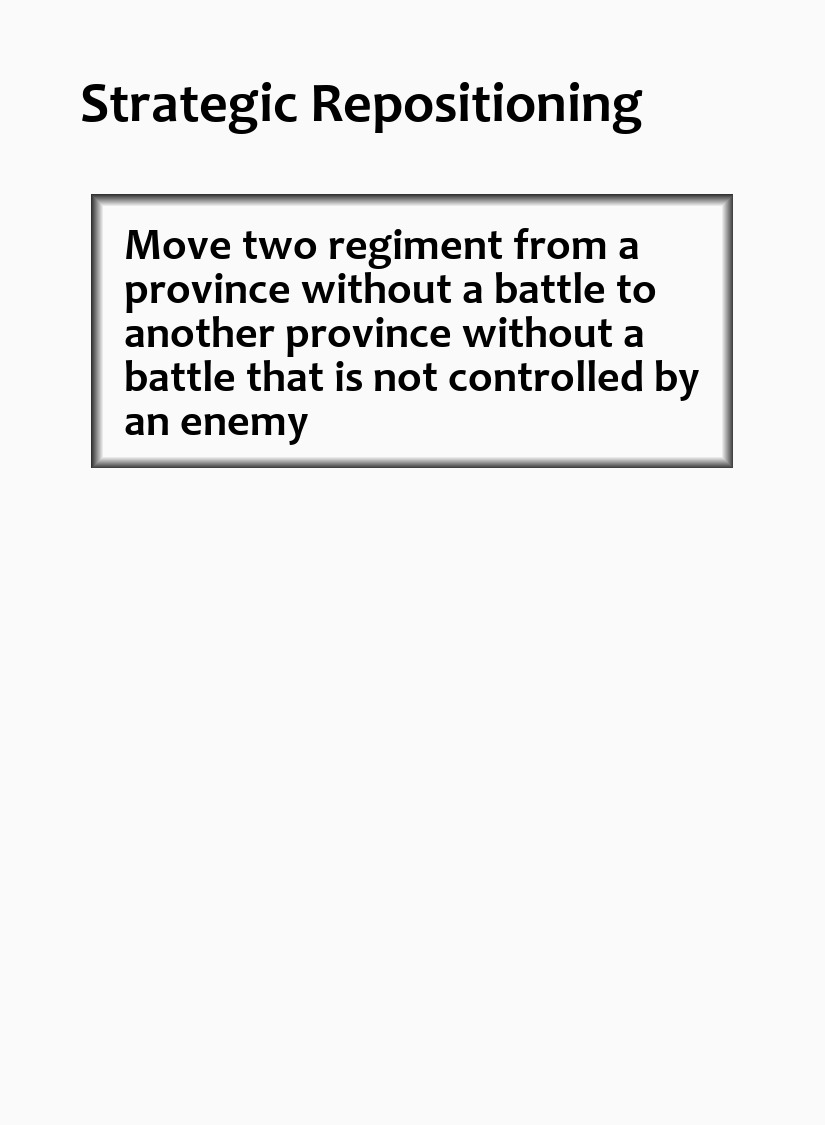 Strategic Repositioning
Move two regiment from a
province without a battle to
another province without a
battle that is not controlled by
an enemy